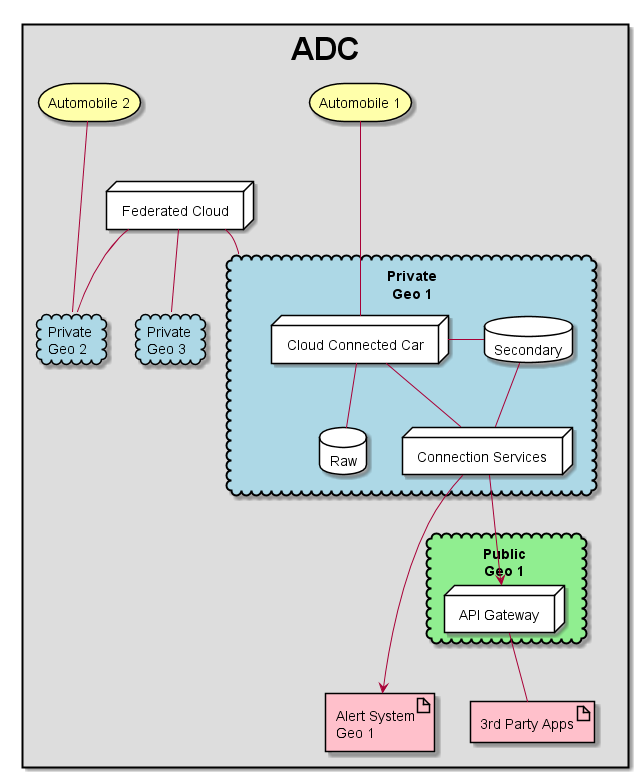 ADC
Automobile 2
Automobile 1
Federated Cloud
Private
Geo 1
Private
Geo 2
Private
Geo 3
Cloud Connected Car
Secondary
Raw
Connection Services
Public
Geo 1
API Gateway
Alert System
Geo 1
3rd Party Apps